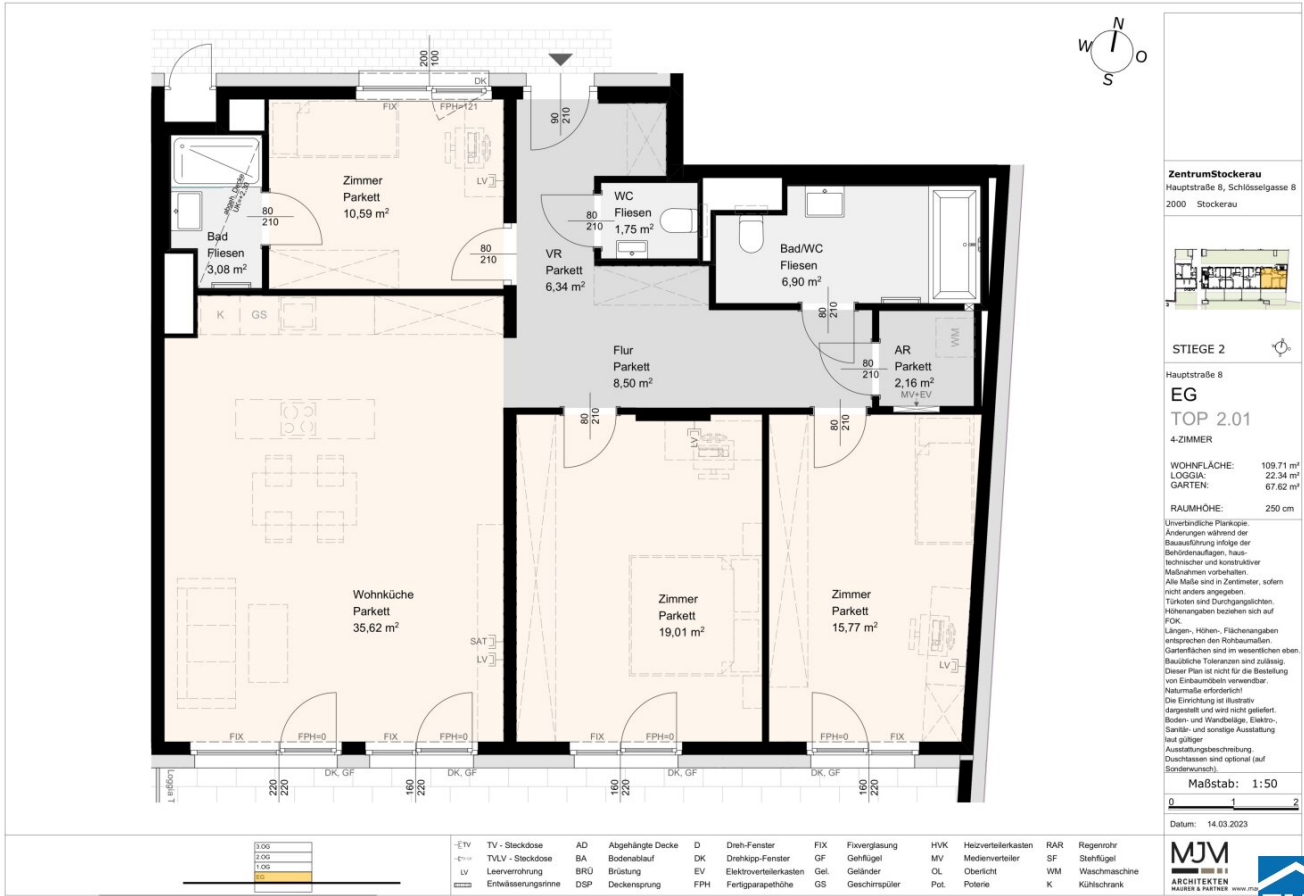 N
W
O
S
200
100
DK
FIX
FPH=121
90
210
LV
Zimmer
Parkett
10,59 m²
abgeh. Decke
80
210
Bad
Fliesen
3,08 m²
80
210
WC
Fliesen
1,75 m²
80
210
VR
Parkett
6,34 m²
Bad/WC
Fliesen
6,90 m²
80
210
K
GS
Flur
Parkett
8,50 m²
80
210
AR
Parkett
2,16 m²
MV+EV
WM
80
210
80
210
LV
Wohnküche
Parkett
35,62 m²
SAT
LV
Zimmer
Parkett
19,01 m²
Zimmer
Parkett
15,77 m²
LV
FIX
FPH=0
FIX
FPH=0
FIX
FPH=0
FPH=0
FIX
DK, GF
DK, GF
DK, GF
DK, GF
Loggia T
220
220
160
220
160
220
160
220
ZentrumStockerau
Hauptstraße 8, Schlösselgasse 8
2000 Stockerau
STIEGE 2
Hauptstraße 8
EG
TOP 2.01
4-ZIMMER
WOHNFLÄCHE: 109.71 m²
LOGGIA: 22.34 m²
GARTEN: 67.62 m²
RAUMHÖHE: 250 cm
Unverbindliche Plankopie.
Änderungen während der
Bauausführung infolge der
Behördenauflagen, haus-
technischer und konstruktiver
Maßnahmen vorbehalten.
Alle Maße sind in Zentimeter, sofern
nicht anders angegeben.
Türkoten sind Durchgangslichten.
Höhenangaben beziehen sich auf
FOK.
Längen-, Höhen-, Flächenangaben
entsprechen den Rohbaumaßen.
Gartenflächen sind im wesentlichen eben.
Bauübliche Toleranzen sind zulässig.
Dieser Plan ist nicht für die Bestellung
von Einbaumöbeln verwendbar.
Naturmaße erforderlich!
Die Einrichtung ist illustrativ
dargestellt und wird nicht geliefert.
Boden- und Wandbeläge, Elektro-,
Sanitär- und sonstige Ausstattung
laut gültiger
Ausstattungsbeschreibung.
Duschtassen sind optional (auf
Sonderwunsch).
Maßstab: 1:50
0 1 2
Datum: 14.03.2023
MJM
ARCHITEKTEN
MAURER & PARTNER www.ma
3.OG
2.OG
1.OG
EG
TV TV - Steckdose AD Abgehängte Decke D Dreh-Fenster FIX Fixverglasung HVK Heizverteilerkasten RAR Regenrohr
TVLV - Steckdose BA Bodenablauf DK Drehkipp-Fenster GF Gehflügel MV Medienverteiler SF Stehflügel
LV Leerverrohrung BRÜ Brüstung EV Elektroverteilerkasten Gel. Geländer OL Oberlicht WM Waschmaschine
Entwässerungsrinne DSP Deckensprung FPH Fertigparapethöhe GS Geschirrspüler Pot. Poterie K Kühlschrank